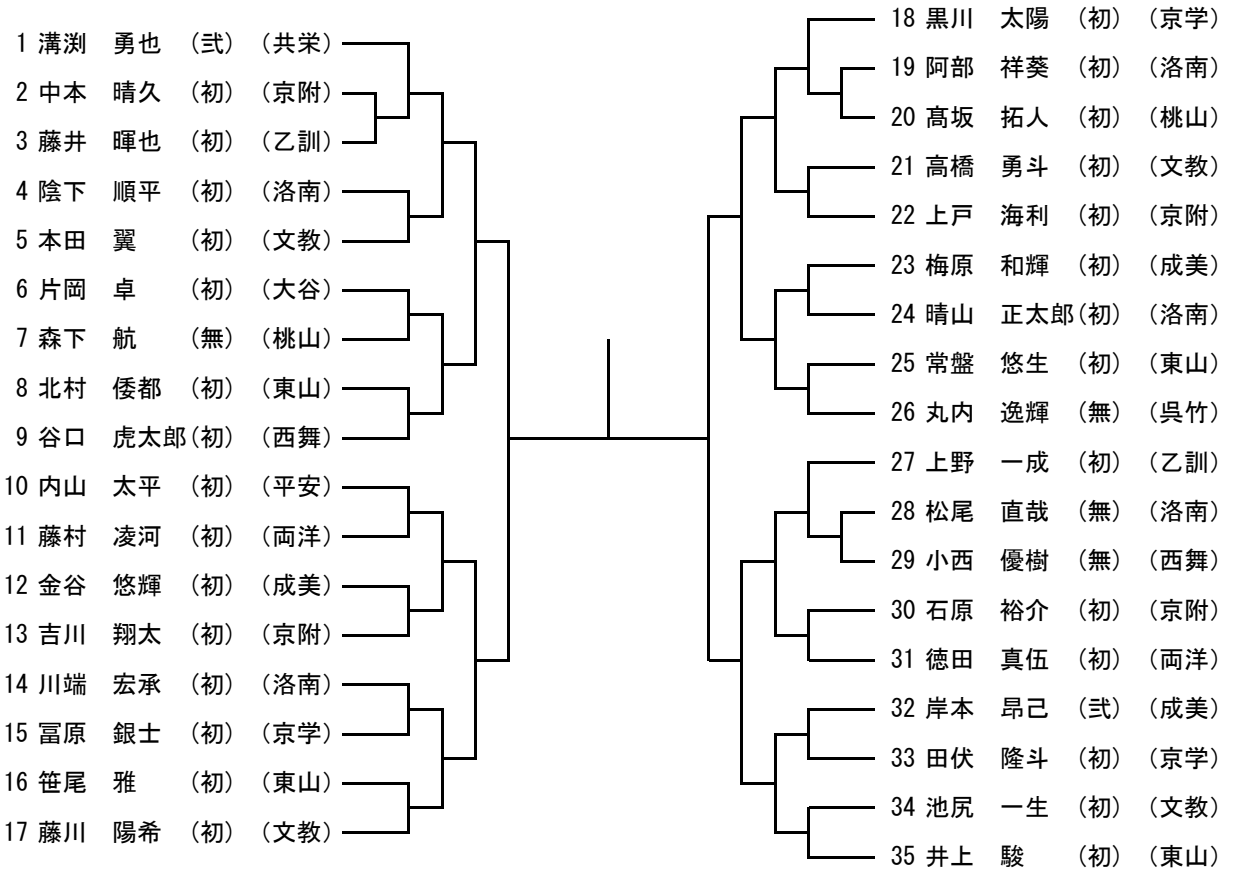 1 溝渕 勇也 (弐) (共栄)
2 中本 晴久 (初) (京附)
3 藤井 暉也 (初) (乙訓)
4 陰下 順平 (初) (洛南)
5 本田 翼 (初) (文教)
6 片岡 卓 (初) (大谷)
7 森下 航 (無) (桃山)
8 北村 倭都 (初) (東山)
9 谷口 虎太郎 (初) (西舞)
10 内山 太平 (初) (平安)
11 藤村 凌河 (初) (両洋)
12 金谷 悠輝 (初) (成美)
13 吉川 翔太 (初) (京附)
14 川端 宏承 (初) (洛南)
15 冨原 銀士 (初) (京学)
16 笹尾 雅 (初) (東山)
17 藤川 陽希 (初) (文教)
18 黒川 太陽 (初) (京学)
19 阿部 祥葵 (初) (洛南)
20 髙坂 拓人 (初) (桃山)
21 高橋 勇斗 (初) (文教)
22 上戸 海利 (初) (京附)
23 梅原 和輝 (初) (成美)
24 晴山 正太郎 (初) (洛南)
25 常盤 悠生 (初) (東山)
26 丸内 逸輝 (無) (呉竹)
27 上野 一成 (初) (乙訓)
28 松尾 直哉 (無) (洛南)
29 小西 優樹 (無) (西舞)
30 石原 裕介 (初) (京附)
31 徳田 真伍 (初) (両洋)
32 岸本 昂己 (弐) (成美)
33 田伏 隆斗 (初) (京学)
34 池尻 一生 (初) (文教)
35 井上 駿 (初) (東山)